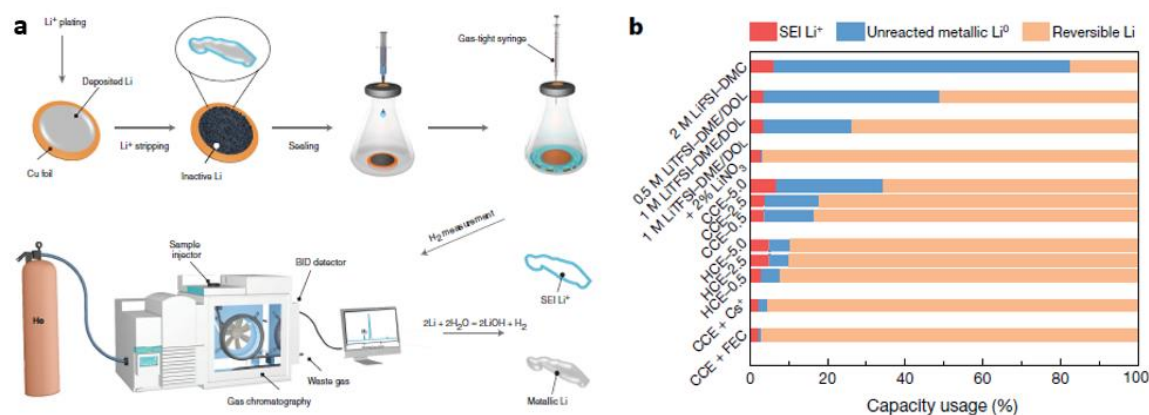 a
Li⁺ plating
Deposited Li
Cu foil
Li⁺ stripping
Inactive Li
Sealing
Gas-tight syringe
H₂ measurement
Sample
injector
BID detector
He
SEI Li⁺
2Li + 2H₂O = 2LiOH + H₂
Waste gas
Gas chromatography
Metallic Li
b
SEI Li⁺
Unreacted metallic Li⁰
Reversible Li
2 M LiFSI–DMC
0.5 M LiTFSI–DME/DOL
1 M LiTFSI–DME/DOL
1 M LiTFSI–DME/DOL
+ 2% LiNO₃
CCE–5.0
CCE–2.5
CCE–0.5
HCE–5.0
HCE–2.5
HCE–0.5
CCE + Cs⁺
CCE + FEC
0
20
40
60
80
100
Capacity usage (%)